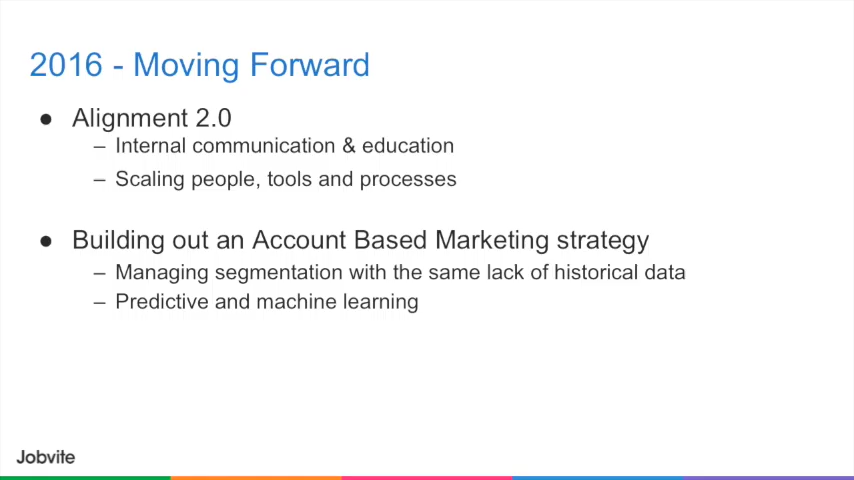 2016 - Moving Forward
● Alignment 2.0
– Internal communication & education
– Scaling people, tools and processes
● Building out an Account Based Marketing strategy
– Managing segmentation with the same lack of historical data
– Predictive and machine learning
Jobvite